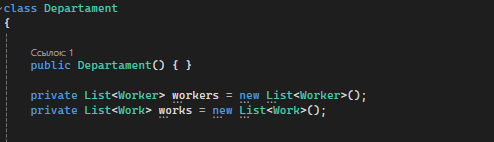 class Departament
{
Ссылок: 1
public Departament() { }
private List<Worker> workers = new List<Worker>();
private List<Work> works = new List<Work>();